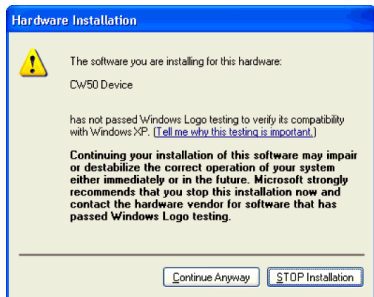 Hardware Installation
The software you are installing for this hardware:
CW50 Device
has not passed Windows Logo testing to verify its compatibility
with Windows XP. (Tell me why this testing is important.)
Continuing your installation of this software may impair
or destabilize the correct operation of your system
either immediately or in the future. Microsoft strongly
recommends that you stop this installation now and
contact the hardware vendor for software that has
passed Windows Logo testing.
Continue Anyway
STOP Installation